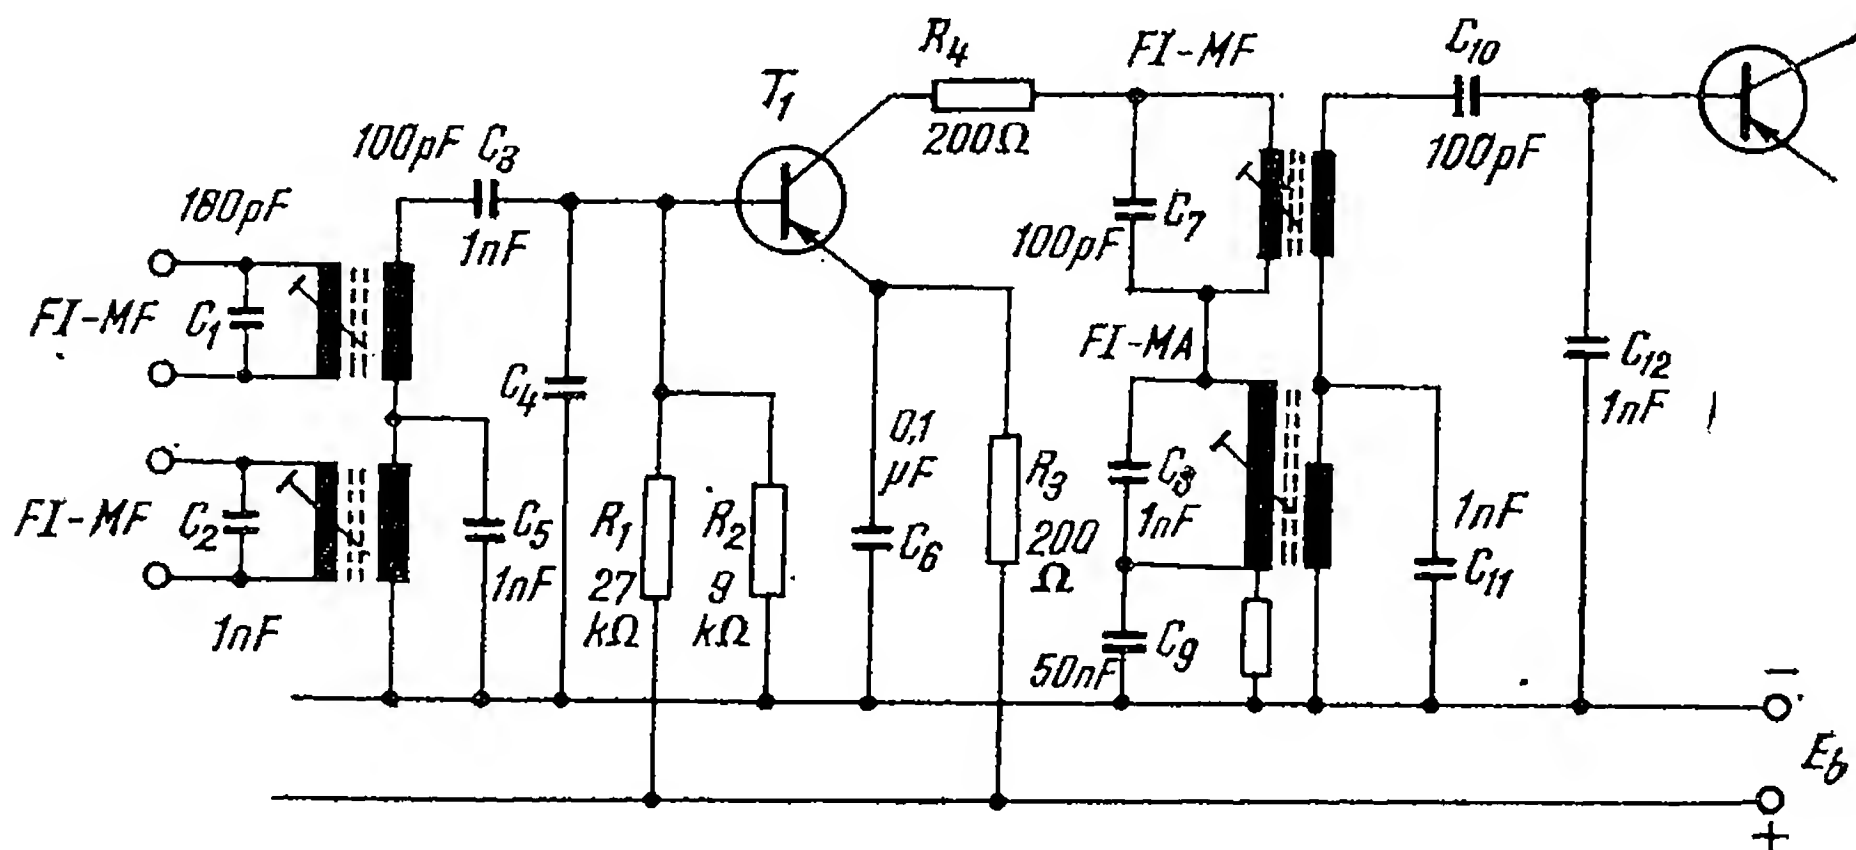 R4
200Ω
FI-MF
C10
100pF
T1
100pF C3
1nF
180pF
FI-MF
C1
FI-MF
C2
1nF
C4
C5
1nF
R1
27
kΩ
R2
9
kΩ
0,1
µF
C6
R3
200
Ω
C7
100pF
FI-MA
C8
1nF
C9
50nF
1nF
C11
C12
1nF
−
Eb
+